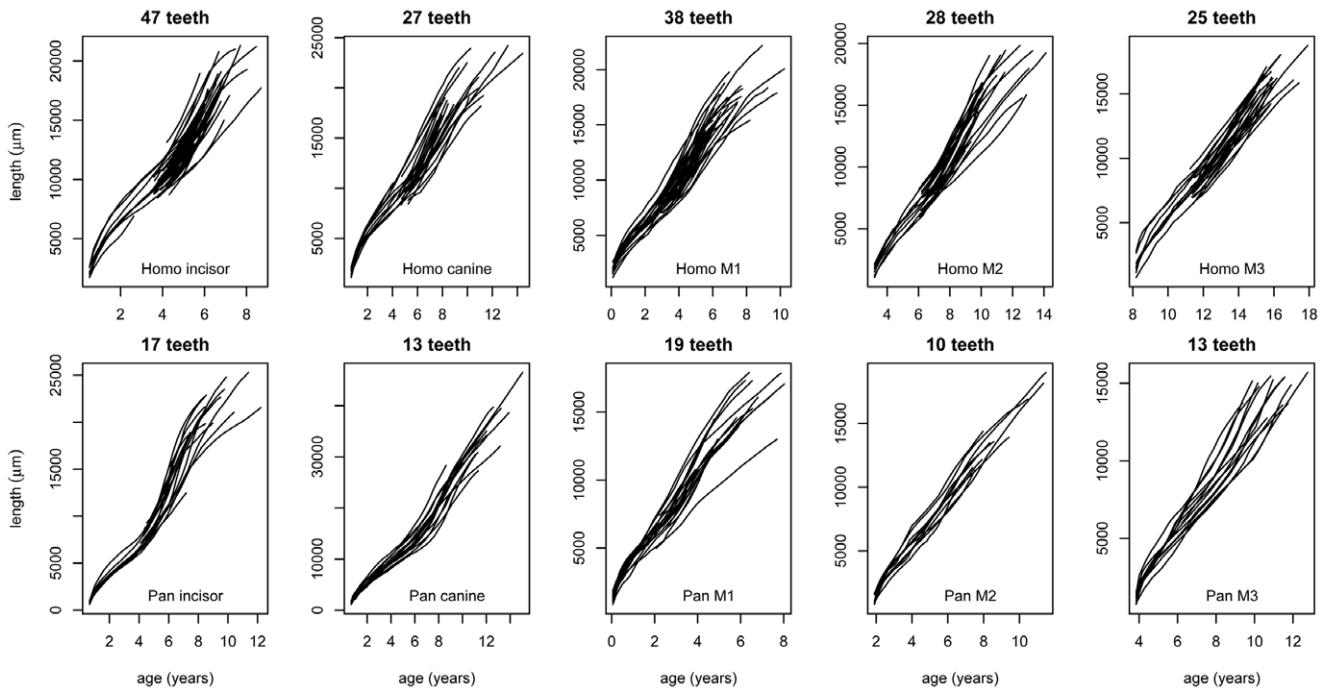 47 teeth
27 teeth
38 teeth
28 teeth
25 teeth
length (μm)
5000 10000 15000 20000
2 4 6 8
Homo incisor
5000 15000 25000
2 4 6 8 12
Homo canine
5000 10000 15000 20000
0 2 4 6 8 10
Homo M1
5000 10000 15000 20000
4 6 8 10 12 14
Homo M2
5000 10000 15000
8 10 12 14 16 18
Homo M3
17 teeth
13 teeth
19 teeth
10 teeth
13 teeth
length (μm)
0 5000 15000 25000
2 4 6 8 10 12
Pan incisor
0 10000 30000
2 4 6 8 12
Pan canine
5000 10000 15000
0 2 4 6 8
Pan M1
5000 10000 15000
2 4 6 8 10
Pan M2
5000 10000 15000
4 6 8 10 12
Pan M3
age (years)
age (years)
age (years)
age (years)
age (years)